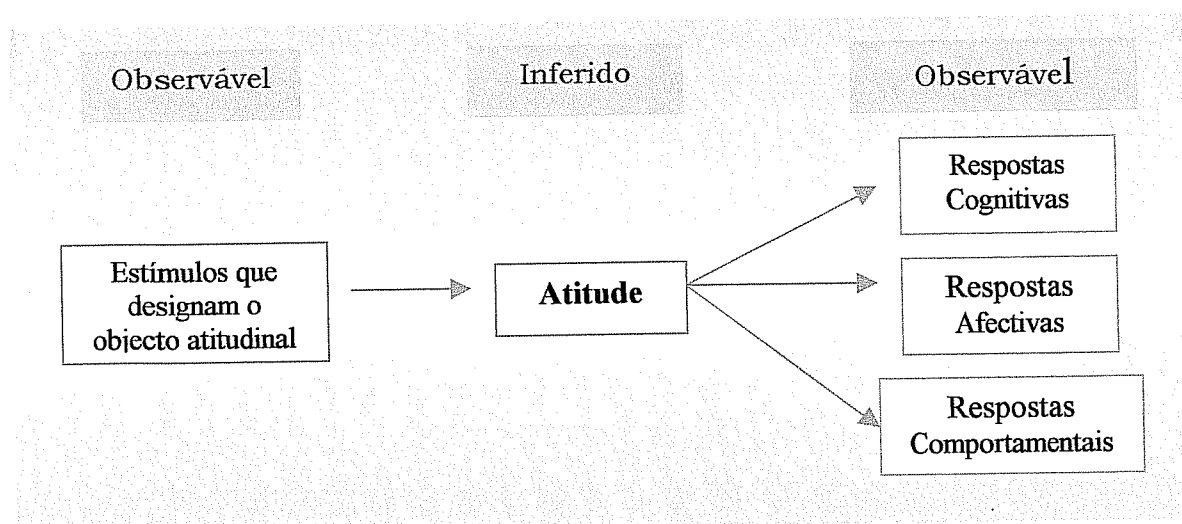 Observável
Inferido
Observável
Respostas
Cognitivas
Estímulos que
designam o
objecto atitudinal
Atitude
Respostas
Afectivas
Respostas
Comportamentais